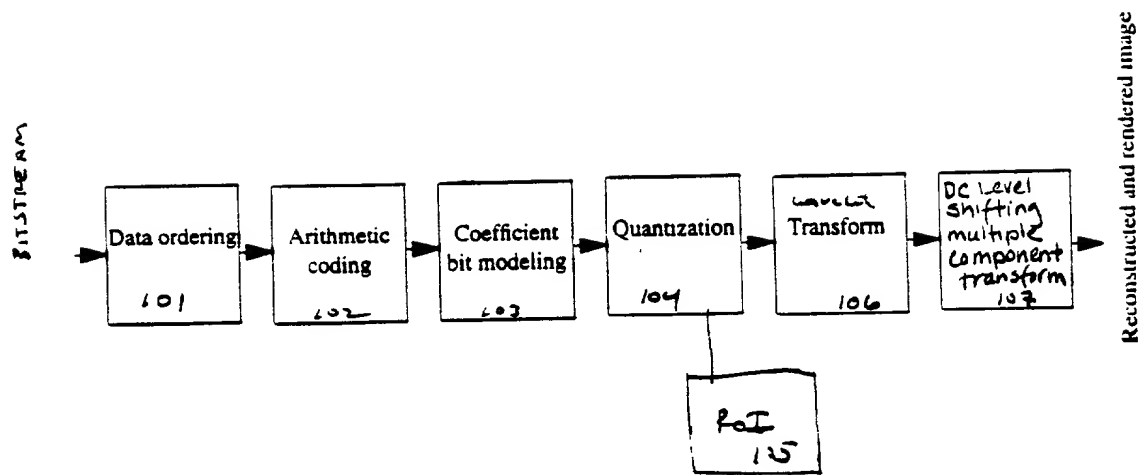 BITSTREAM
Data ordering
101
Arithmetic
coding
102
Coefficient
bit modeling
103
Quantization
104
wavelet
Transform
106
DC Level
shifting
multiple
component
transform
107
Reconstructed and rendered image
RoI
105